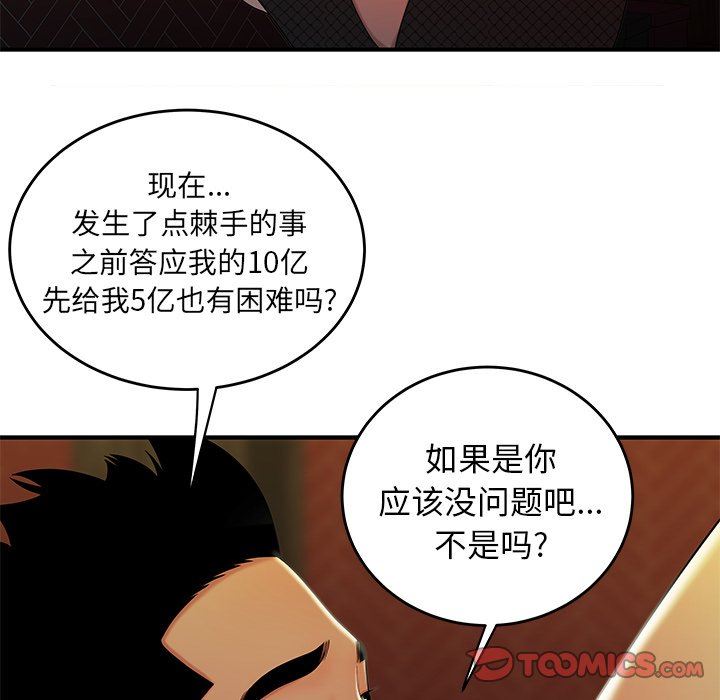 现在...
发生了点棘手的事
之前答应我的10亿
先给我5亿也有困难吗?
如果是你
应该没问题吧...
不是吗?
TOOMICS.COM